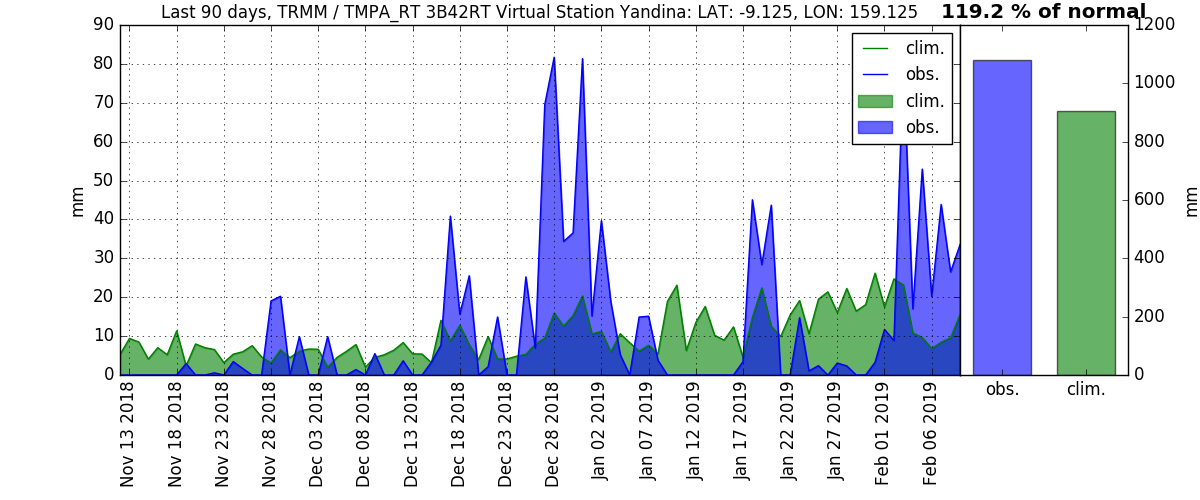 Last 90 days, TRMM / TMPA_RT 3B42RT Virtual Station Yandina: LAT: -9.125, LON: 159.125
119.2 % of normal
90
80
70
60
50
40
30
20
10
0
mm
clim.
obs.
clim.
obs.
1200
1000
800
600
400
200
0
mm
Nov 13 2018
Nov 18 2018
Nov 23 2018
Nov 28 2018
Dec 03 2018
Dec 08 2018
Dec 13 2018
Dec 18 2018
Dec 23 2018
Dec 28 2018
Jan 02 2019
Jan 07 2019
Jan 12 2019
Jan 17 2019
Jan 22 2019
Jan 27 2019
Feb 01 2019
Feb 06 2019
obs.
clim.